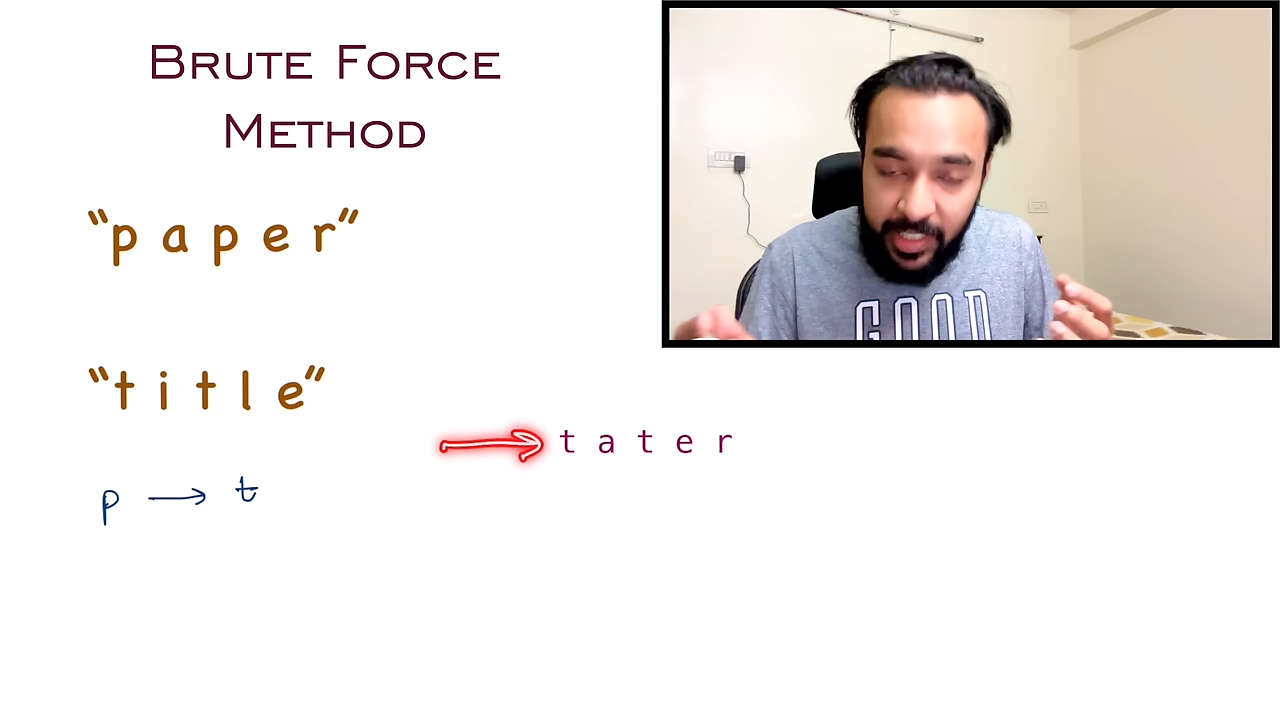 BRUTE FORCE
METHOD
“p a p e r”
“t i t l e”
t a t e r
p → t
GOOD